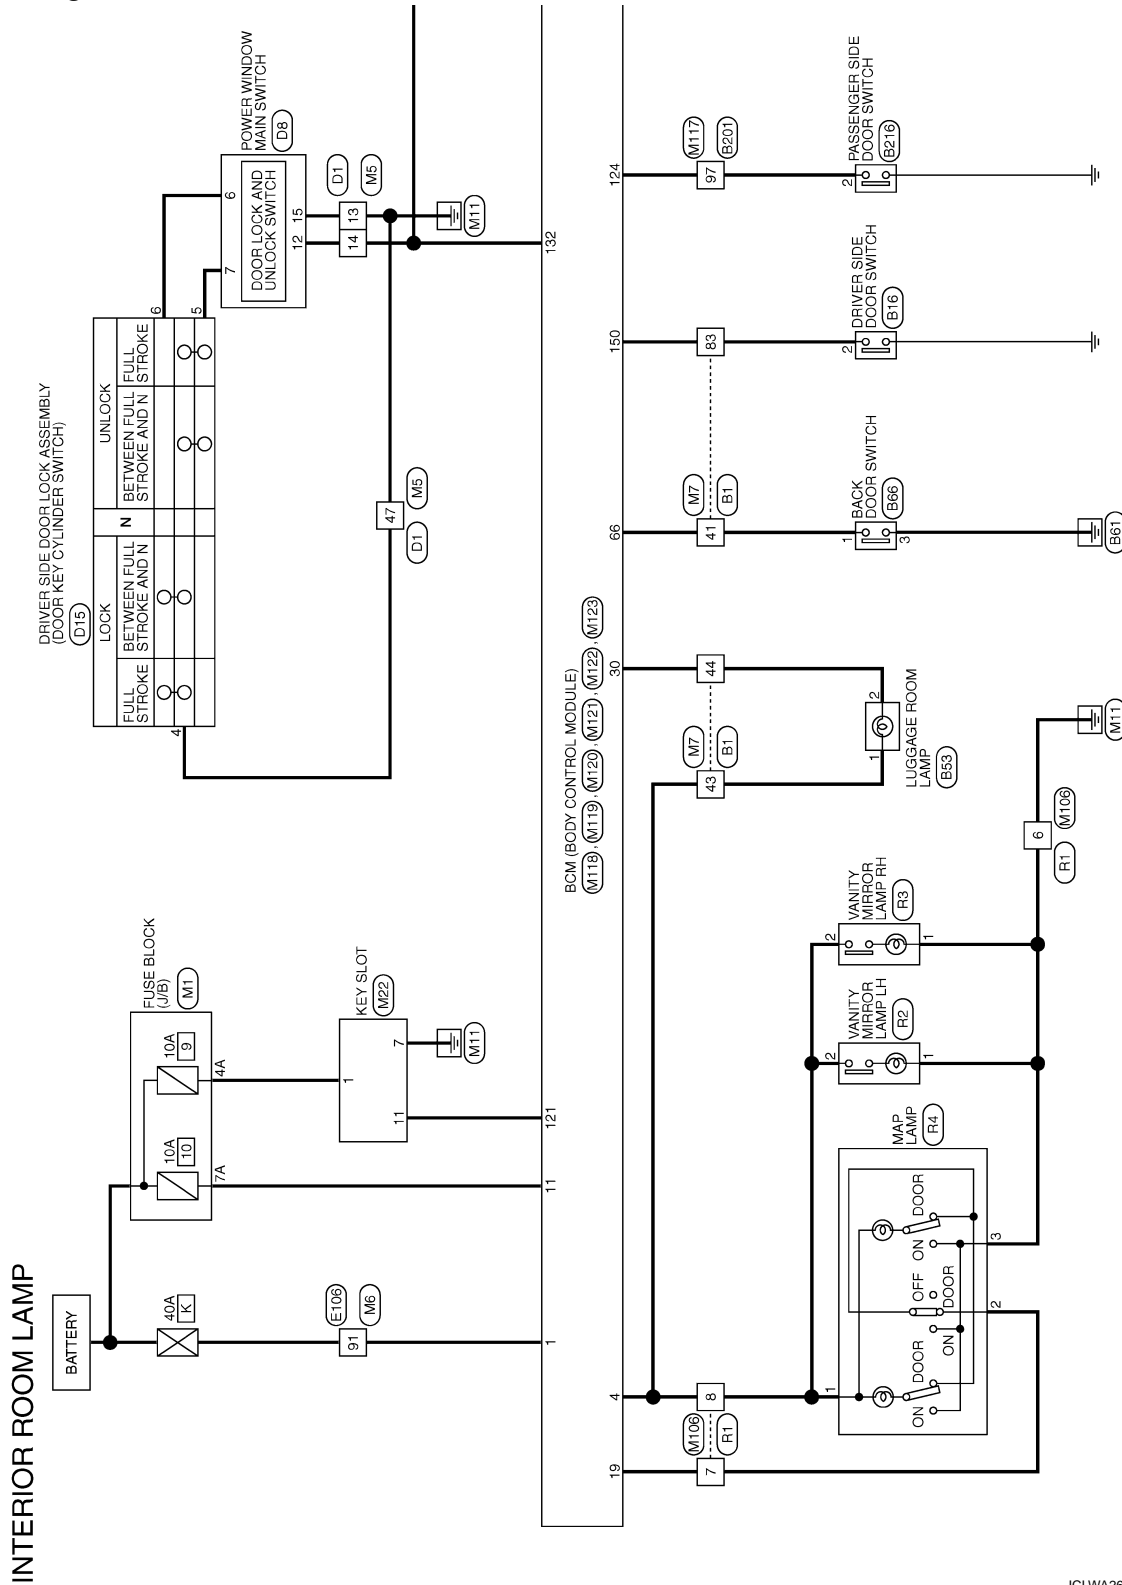 INTERIOR ROOM LAMP
BATTERY
40A
K
91
E106
M6
1
FUSE BLOCK
(J/B)
M1
10A
10
10A
9
7A
4A
11
KEY SLOT
M22
1
11
7
M11
121
DRIVER SIDE DOOR LOCK ASSEMBLY
(DOOR KEY CYLINDER SWITCH)
D15
LOCK
N
UNLOCK
FULL
STROKE
BETWEEN FULL
STROKE AND N
BETWEEN FULL
STROKE AND N
FULL
STROKE
4
6
5
47
M5
D1
POWER WINDOW
MAIN SWITCH
D8
7
6
DOOR LOCK AND
UNLOCK SWITCH
12
15
14
13
D1
M5
M11
132
BCM (BODY CONTROL MODULE)
M118 , M119 , M120 , M121 , M122 , M123
19
4
30
66
150
124
7
8
M106
R1
43
44
M7
B1
41
83
M7
B1
97
M117
B201
MAP
LAMP
R4
1
2
3
ON
DOOR
ON
DOOR
OFF
ON
DOOR
VANITY
MIRROR
LAMP LH
R2
2
1
VANITY
MIRROR
LAMP RH
R3
2
1
6
R1
M106
M11
LUGGAGE ROOM
LAMP
B53
1
2
BACK
DOOR SWITCH
B66
1
3
B61
DRIVER SIDE
DOOR SWITCH
B16
2
PASSENGER SIDE
DOOR SWITCH
B216
2